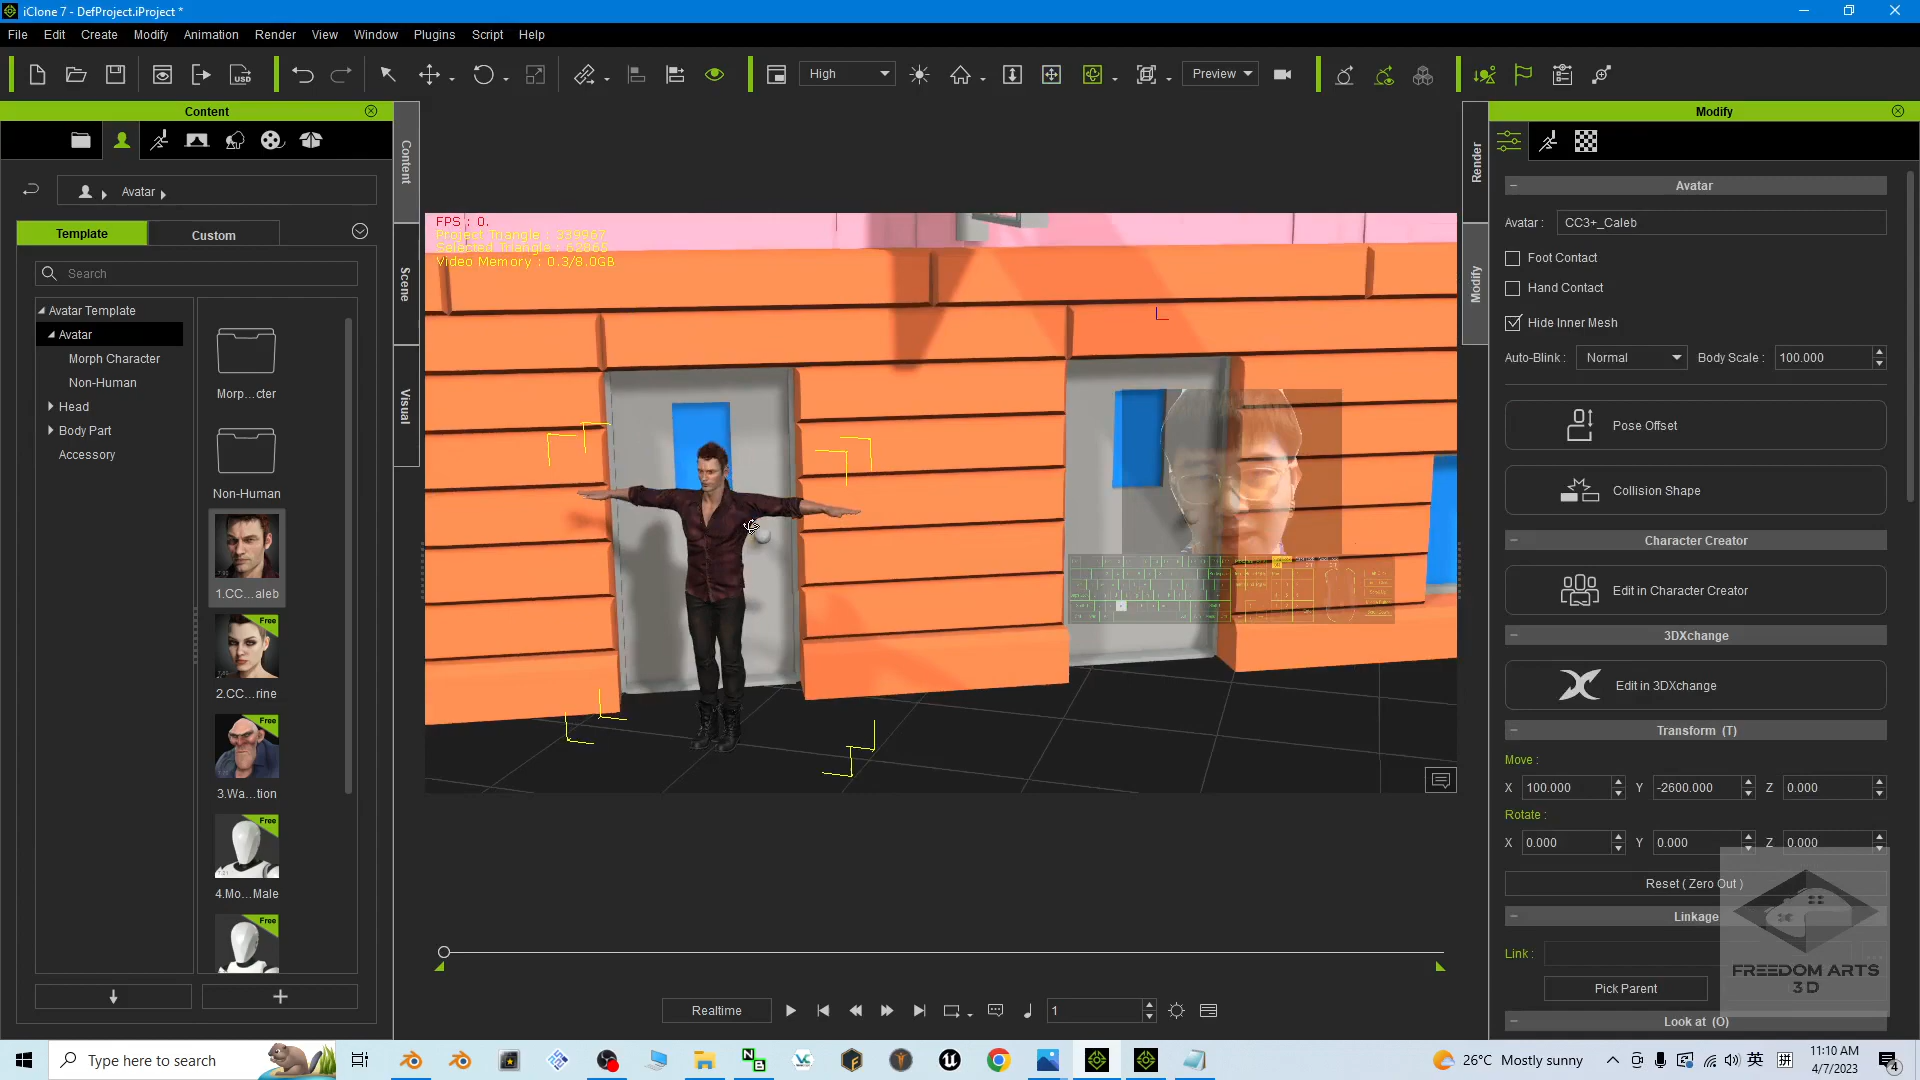 iClone 7 - DefProject.iProject *
File Edit Create Modify Animation Render View Window Plugins Script Help
High
Preview
Content
Modify
Avatar
Template
Custom
Search
Avatar Template
Avatar
Morph Character
Non-Human
Head
Body Part
Accessory
Morp...cter
Non-Human
1.CC...aleb
Free
2.CC...rine
Free
3.Wa...tion
Free
4.Mo...Male
Free
Content
Scene
Visual
FPS : 0.
Project Triangle : 339967
Selected Triangle : 62860
Video Memory : 0.3/8.0GB
Render
Modify
Avatar
Avatar : CC3+_Caleb
Foot Contact
Hand Contact
Hide Inner Mesh
Auto-Blink : Normal Body Scale : 100.000
Pose Offset
Collision Shape
Character Creator
Edit in Character Creator
3DXchange
Edit in 3DXchange
Transform (T)
Move :
X 100.000 Y -2600.000 Z 0.000
Rotate :
X 0.000 Y 0.000 Z 0.000
Reset ( Zero Out )
Linkage
Link :
Pick Parent
Look at (O)
FREEDOM ARTS
3D
Realtime
1
Type here to search
26°C Mostly sunny
英
拼
11:10 AM
4/7/2023
4